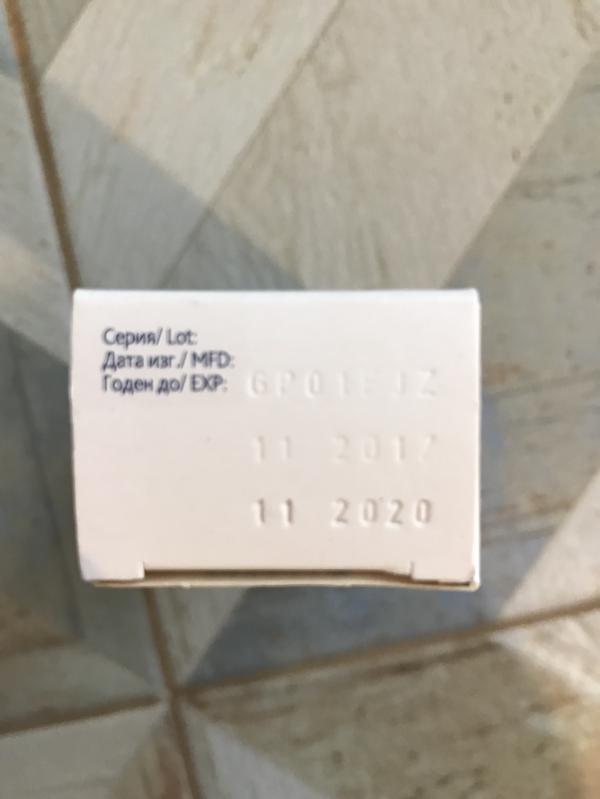 Серия/ Lot:
Дата изг./ MFD:
Годен до/ EXP:
11 2017
11 2020